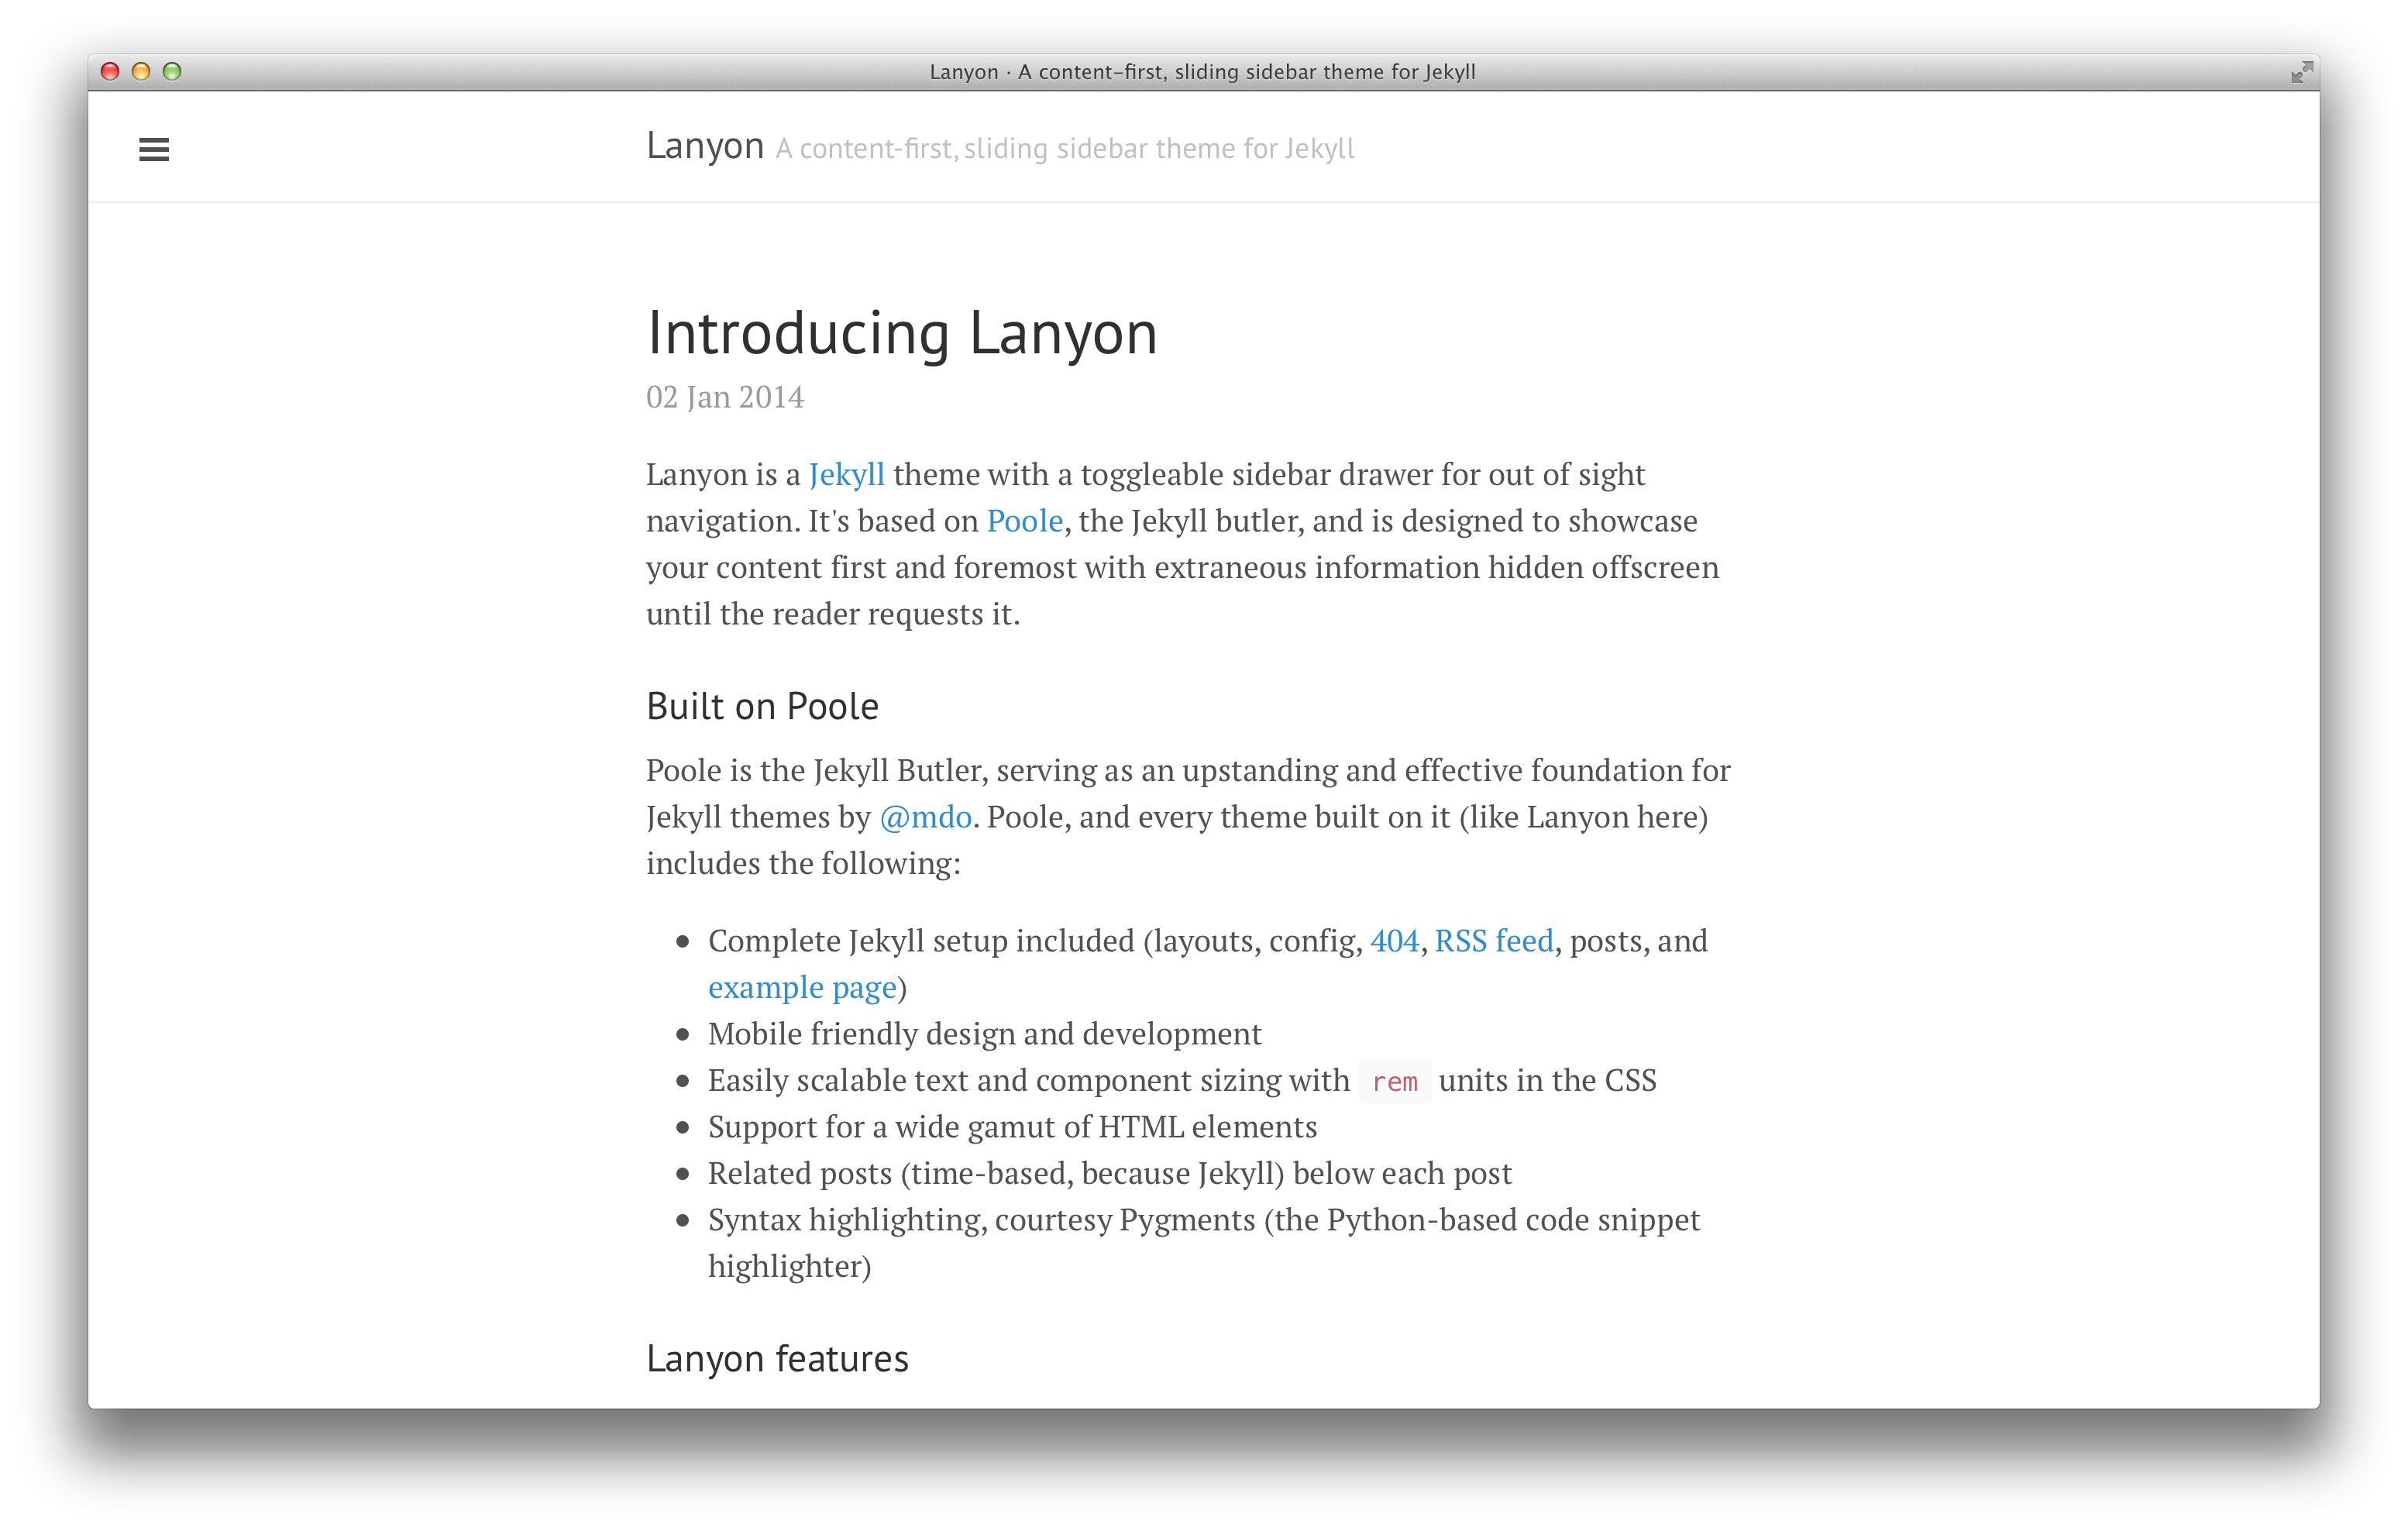 Lanyon · A content-first, sliding sidebar theme for Jekyll
Lanyon A content-first, sliding sidebar theme for Jekyll
Introducing Lanyon
02 Jan 2014
Lanyon is a Jekyll theme with a toggleable sidebar drawer for out of sight
navigation. It's based on Poole, the Jekyll butler, and is designed to showcase
your content first and foremost with extraneous information hidden offscreen
until the reader requests it.
Built on Poole
Poole is the Jekyll Butler, serving as an upstanding and effective foundation for
Jekyll themes by @mdo. Poole, and every theme built on it (like Lanyon here)
includes the following:
• Complete Jekyll setup included (layouts, config, 404, RSS feed, posts, and
example page)
• Mobile friendly design and development
• Easily scalable text and component sizing with rem units in the CSS
• Support for a wide gamut of HTML elements
• Related posts (time-based, because Jekyll) below each post
• Syntax highlighting, courtesy Pygments (the Python-based code snippet
highlighter)
Lanyon features